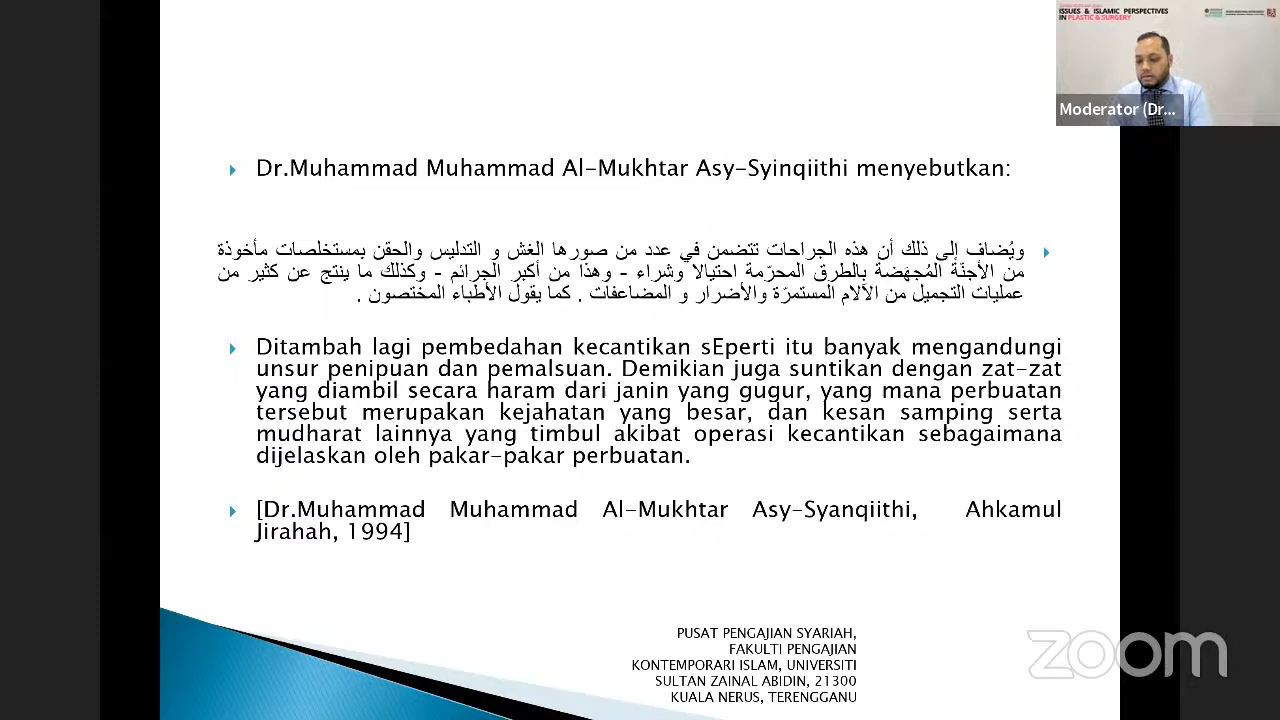 ISSUES & ISLAMIC PERSPECTIVES
IN PLASTIC & SURGERY
Moderator (Dr...
Dr.Muhammad Muhammad Al-Mukhtar Asy-Syinqiithi menyebutkan:
ويُضاف إلى ذلك أن هذه الجراحات تتضمن في عدد من صورها الغش و التدليس والحقن بمستخلصات مأخوذة
من الأجنّة المُجهَضة بالطرق المحرّمة احتيالا وشراء - وهذا من أكبر الجرائم - وكذلك ما ينتج عن كثير من
عمليات التجميل من الآلام المستمرّة والأضرار و المضاعفات . كما يقول الأطباء المختصون .
Ditambah lagi pembedahan kecantikan sEperti itu banyak mengandungi
unsur penipuan dan pemalsuan. Demikian juga suntikan dengan zat-zat
yang diambil secara haram dari janin yang gugur, yang mana perbuatan
tersebut merupakan kejahatan yang besar, dan kesan samping serta
mudharat lainnya yang timbul akibat operasi kecantikan sebagaimana
dijelaskan oleh pakar-pakar perbuatan.
[Dr.Muhammad Muhammad Al-Mukhtar Asy-Syanqiithi, Ahkamul
Jirahah, 1994]
PUSAT PENGAJIAN SYARIAH,
FAKULTI PENGAJIAN
KONTEMPORARI ISLAM, UNIVERSITI
SULTAN ZAINAL ABIDIN, 21300
KUALA NERUS, TERENGGANU
zoom